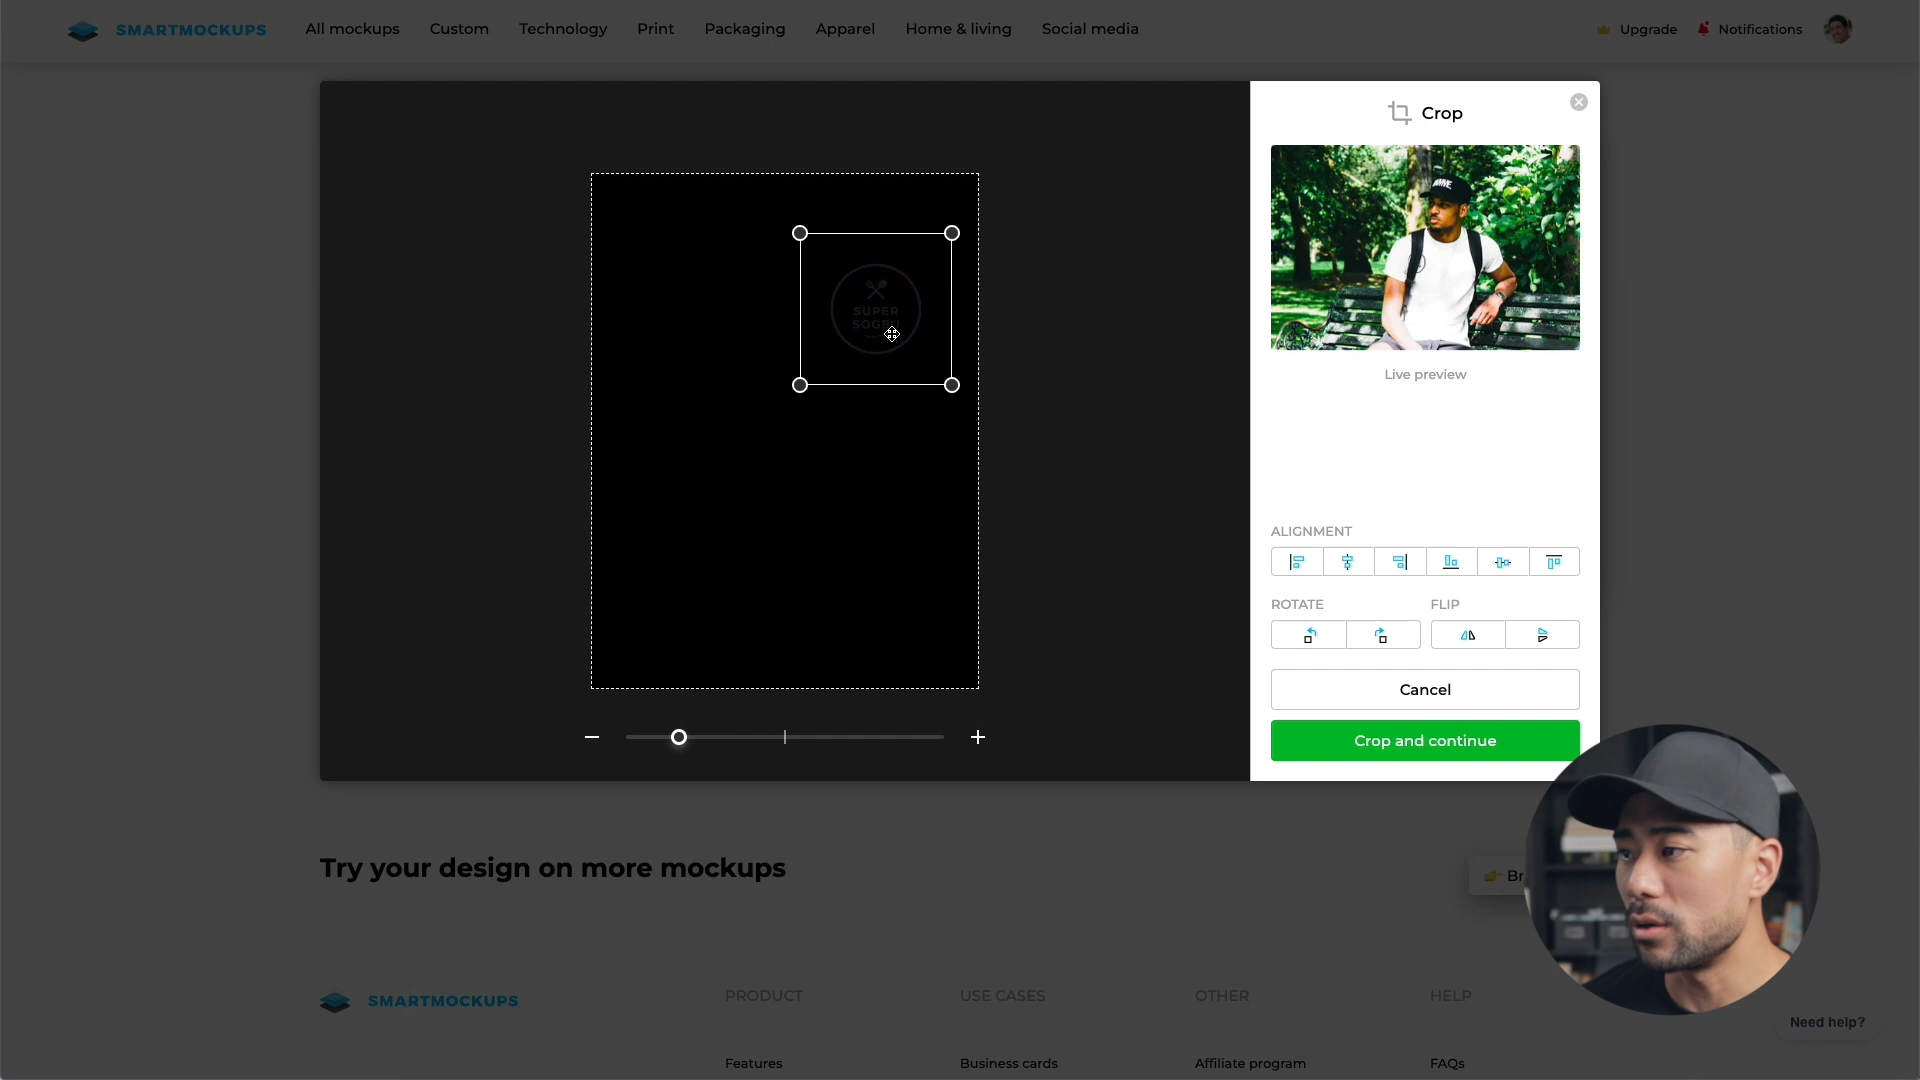 SMARTMOCKUPS
All mockups
Custom
Technology
Print
Packaging
Apparel
Home & living
Social media
Upgrade
Notifications
Crop
SUPER
Live preview
ALIGNMENT
ROTATE
FLIP
Cancel
Crop and continue
Try your design on more mockups
Br
SMARTMOCKUPS
PRODUCT
USE CASES
OTHER
HELP
Features
Business cards
Affiliate program
FAQs
Need help?